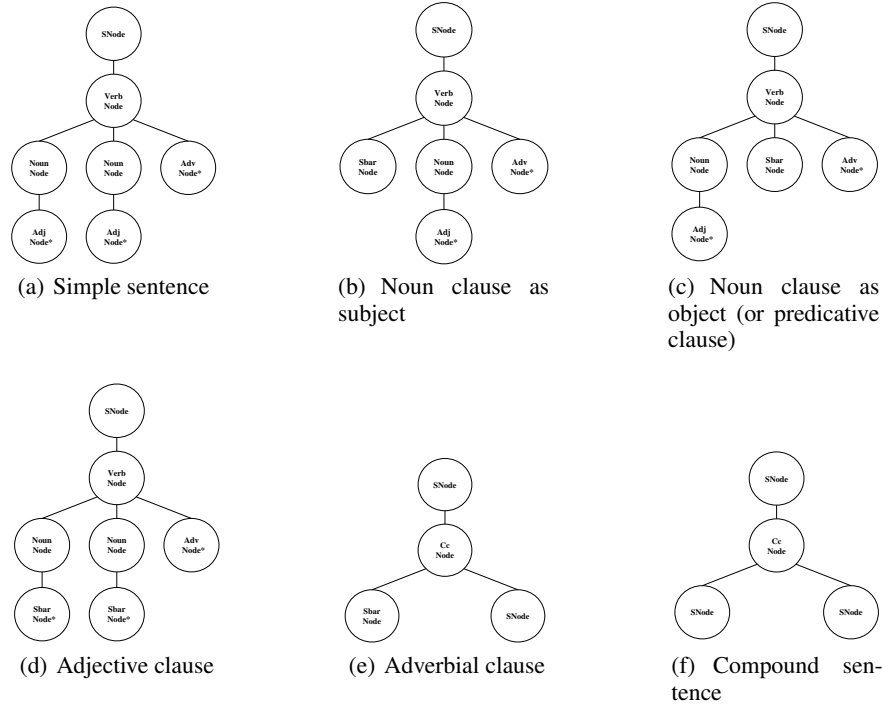 SNode
Verb
Node
Noun
Node
Noun
Node
Adv
Node*
Adj
Node*
Adj
Node*
(a) Simple sentence
SNode
Verb
Node
Sbar
Node
Noun
Node
Adv
Node*
Adj
Node*
(b) Noun clause as
subject
SNode
Verb
Node
Noun
Node
Sbar
Node
Adv
Node*
Adj
Node*
(c) Noun clause as
object (or predicative
clause)
SNode
Verb
Node
Noun
Node
Noun
Node
Adv
Node*
Sbar
Node*
Sbar
Node*
(d) Adjective clause
SNode
Cc
Node
Sbar
Node
SNode
(e) Adverbial clause
SNode
Cc
Node
SNode
SNode
(f) Compound sen-
tence